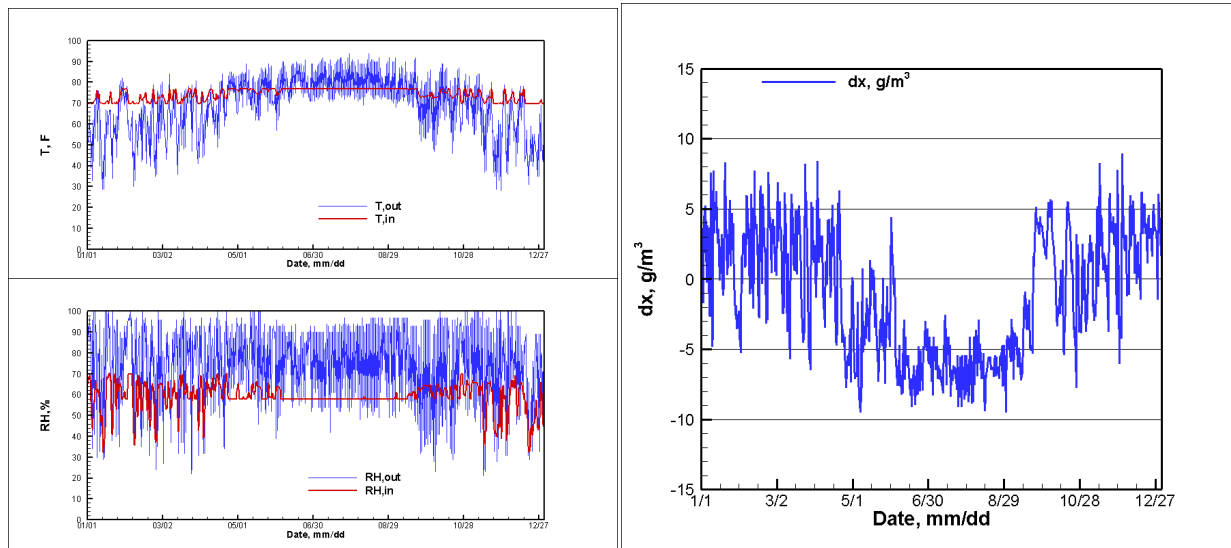 100
90
80
70
60
50
40
30
20
10
0
T, F
T,out
T,in
01/01 03/02 05/01 06/30 08/29 10/28 12/27
Date, mm/dd
100
90
80
70
60
50
40
30
20
10
0
RH,%
RH,out
RH,in
01/01 03/02 05/01 06/30 08/29 10/28 12/27
Date, mm/dd
15
10
5
0
-5
-10
-15
dx, g/m³
dx, g/m³
1/1 3/2 5/1 6/30 8/29 10/28 12/27
Date, mm/dd